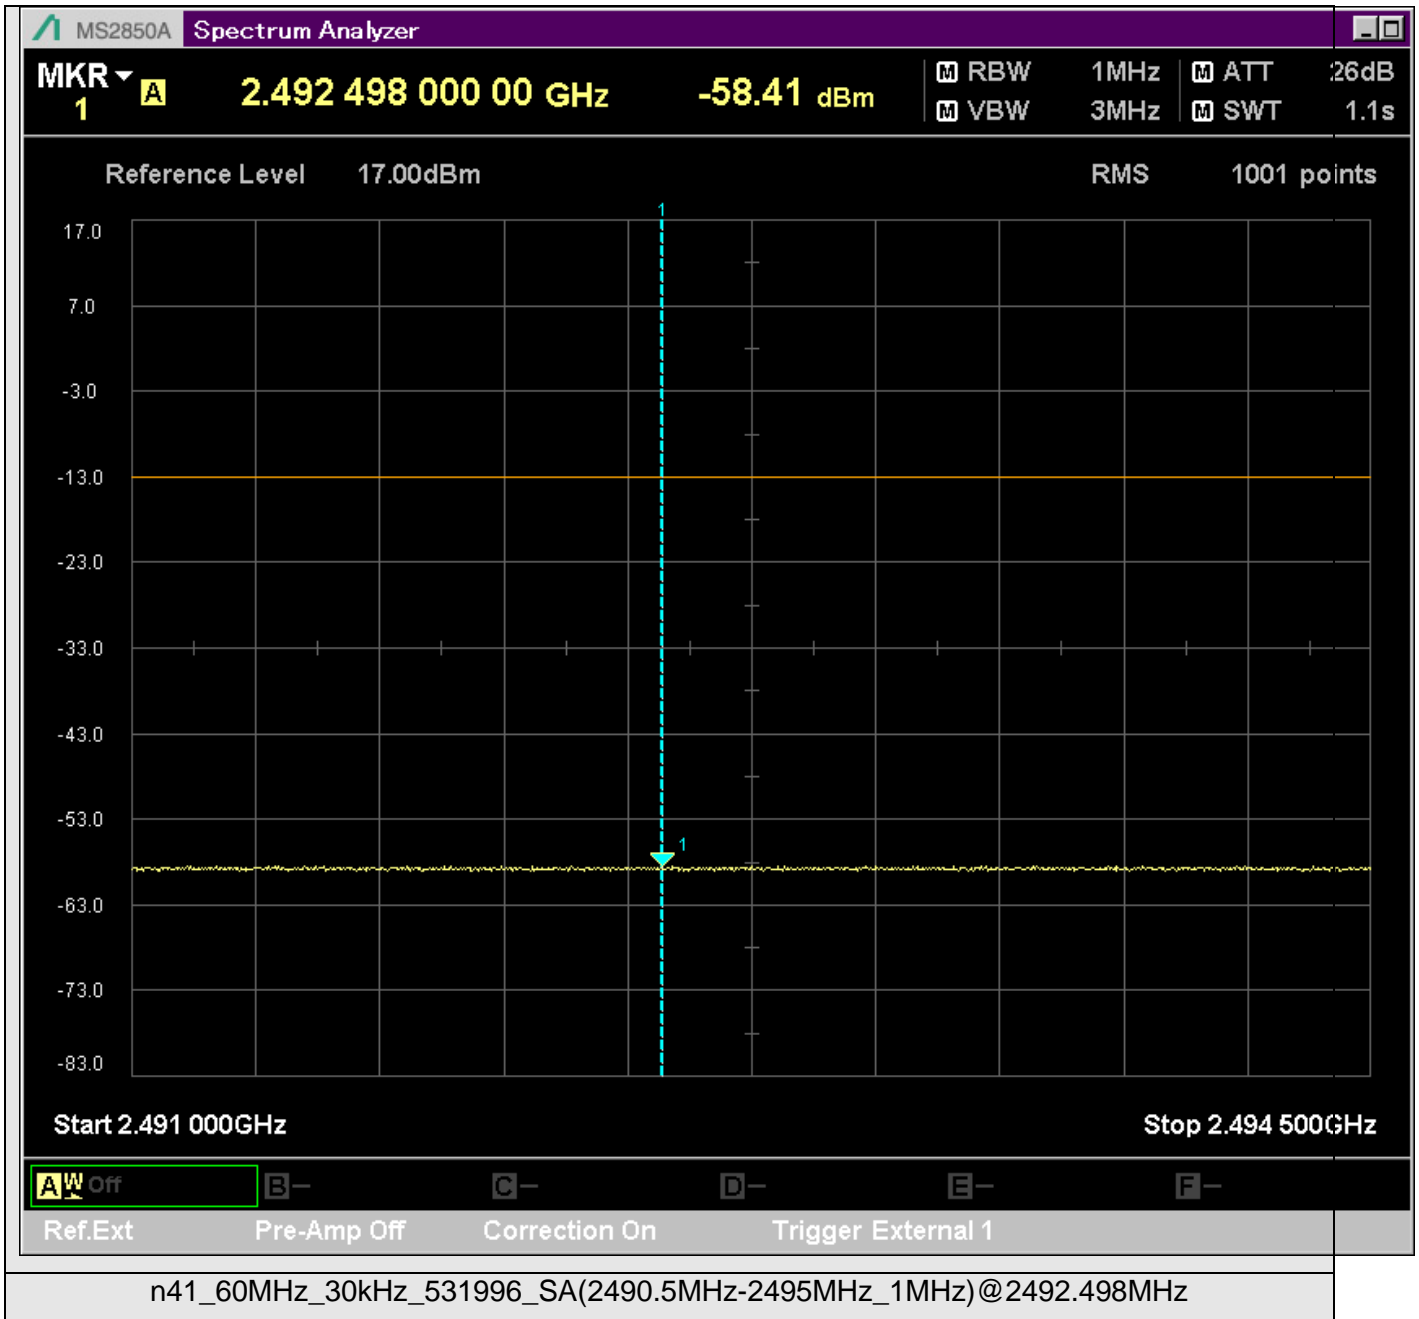 MS2850A Spectrum Analyzer
MKR 1 A 2.492 498 000 00 GHz -58.41 dBm
M RBW 1MHz M ATT 26dB
M VBW 3MHz M SWT 1.1s
Reference Level 17.00dBm RMS 1001 points
1
17.0
7.0
-3.0
-13.0
-23.0
-33.0
-43.0
-53.0
1
-63.0
-73.0
-83.0
Start 2.491 000GHz Stop 2.494 500GHz
A W Off B – C – D – E – F –
Ref.Ext Pre-Amp Off Correction On Trigger External 1
n41_60MHz_30kHz_531996_SA(2490.5MHz-2495MHz_1MHz)@2492.498MHz